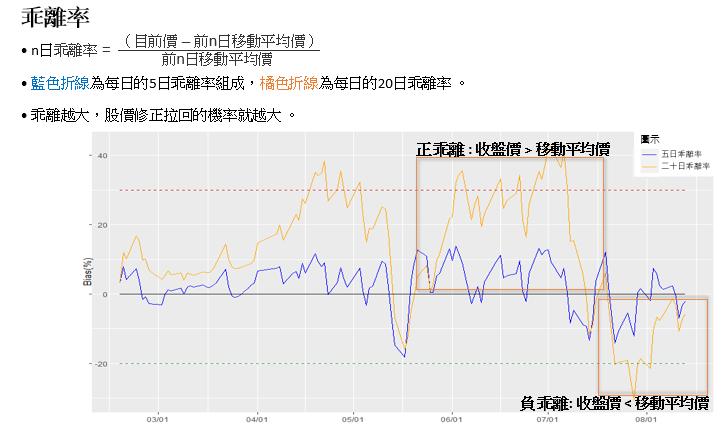 乖離率
• n日乖離率 = （目前價 − 前n日移動平均價） / 前n日移動平均價
• 藍色折線為每日的5日乖離率組成，橘色折線為每日的20日乖離率 。
• 乖離越大，股價修正拉回的機率就越大 。
圖示
五日乖離率
二十日乖離率
正乖離 : 收盤價 > 移動平均價
Bias(%)
40
20
0
-20
負乖離: 收盤價 < 移動平均價
03/01 04/01 05/01 06/01 07/01 08/01